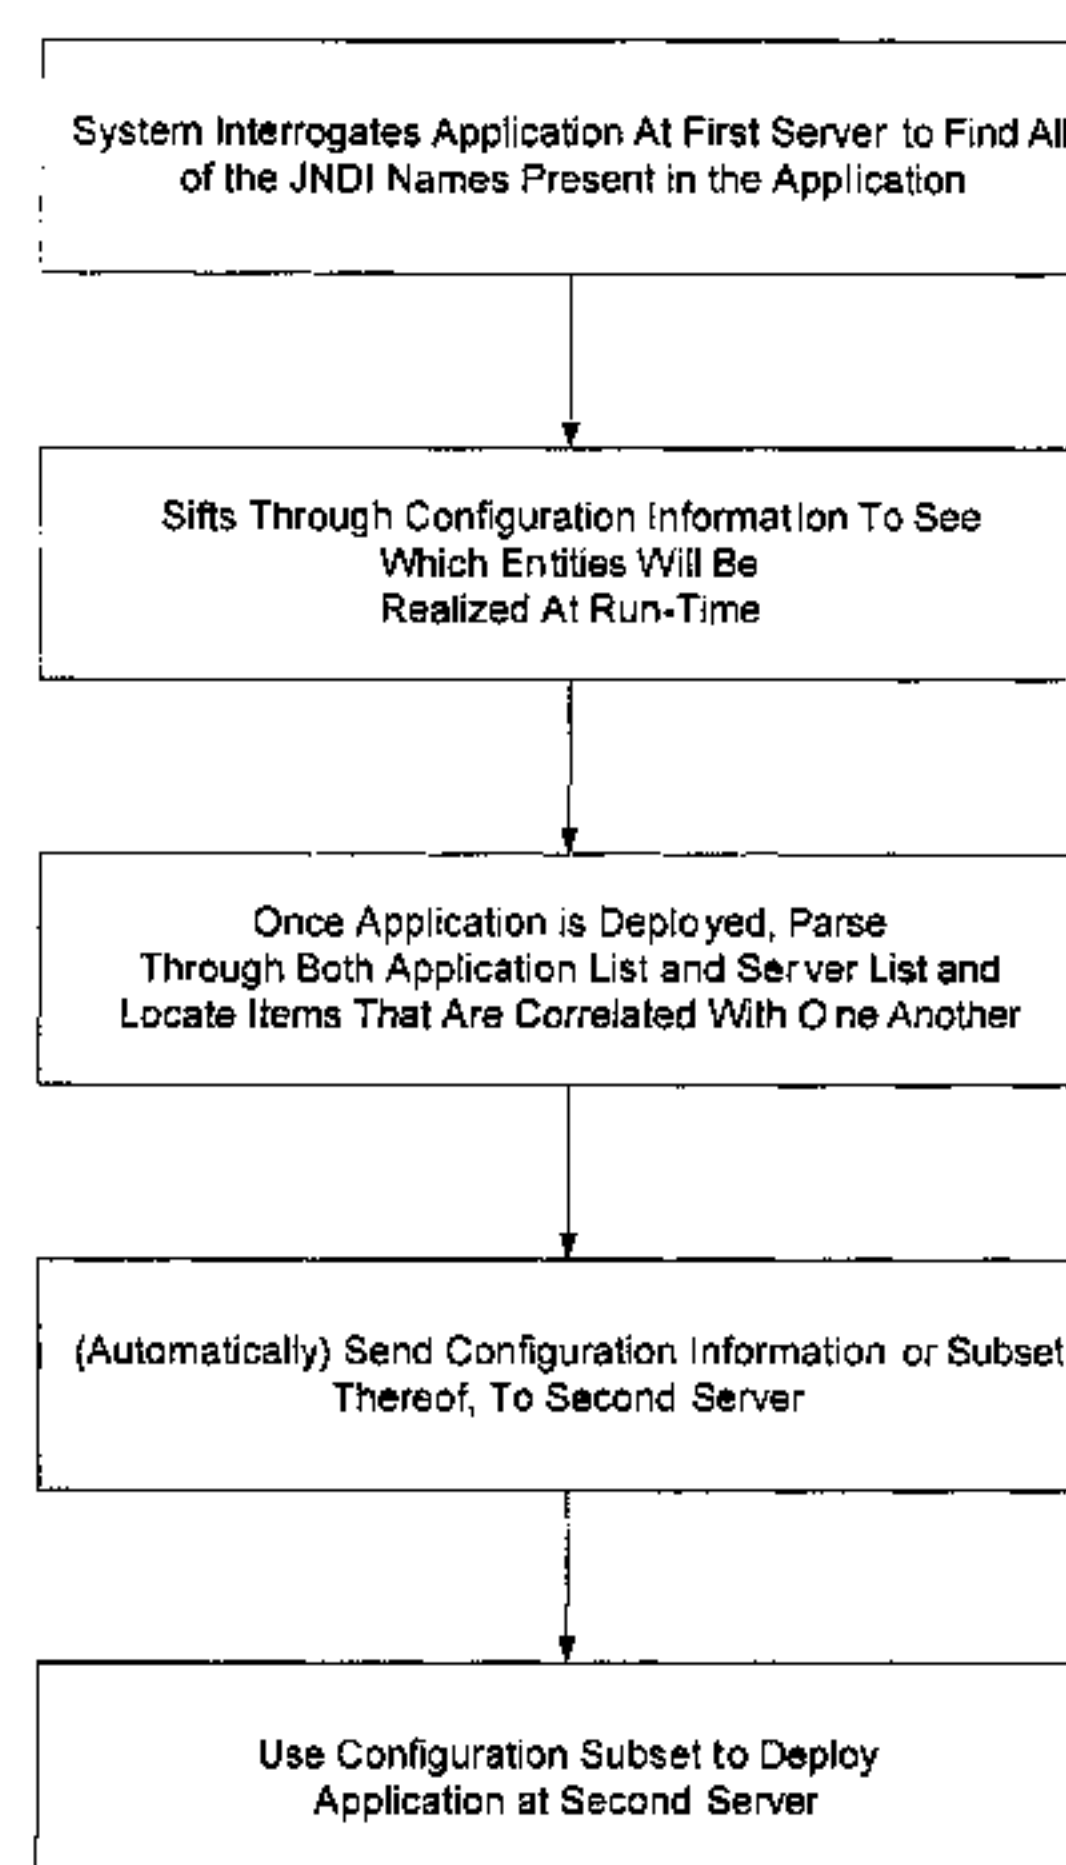 System Interrogates Application At First Server to Find All
of the JNDI Names Present in the Application
Sifts Through Configuration Information To See
Which Entities Will Be
Realized At Run-Time
Once Application is Deployed, Parse
Through Both Application List and Server List and
Locate Items That Are Correlated With One Another
(Automatically) Send Configuration Information or Subset
Thereof, To Second Server
Use Configuration Subset to Deploy
Application at Second Server